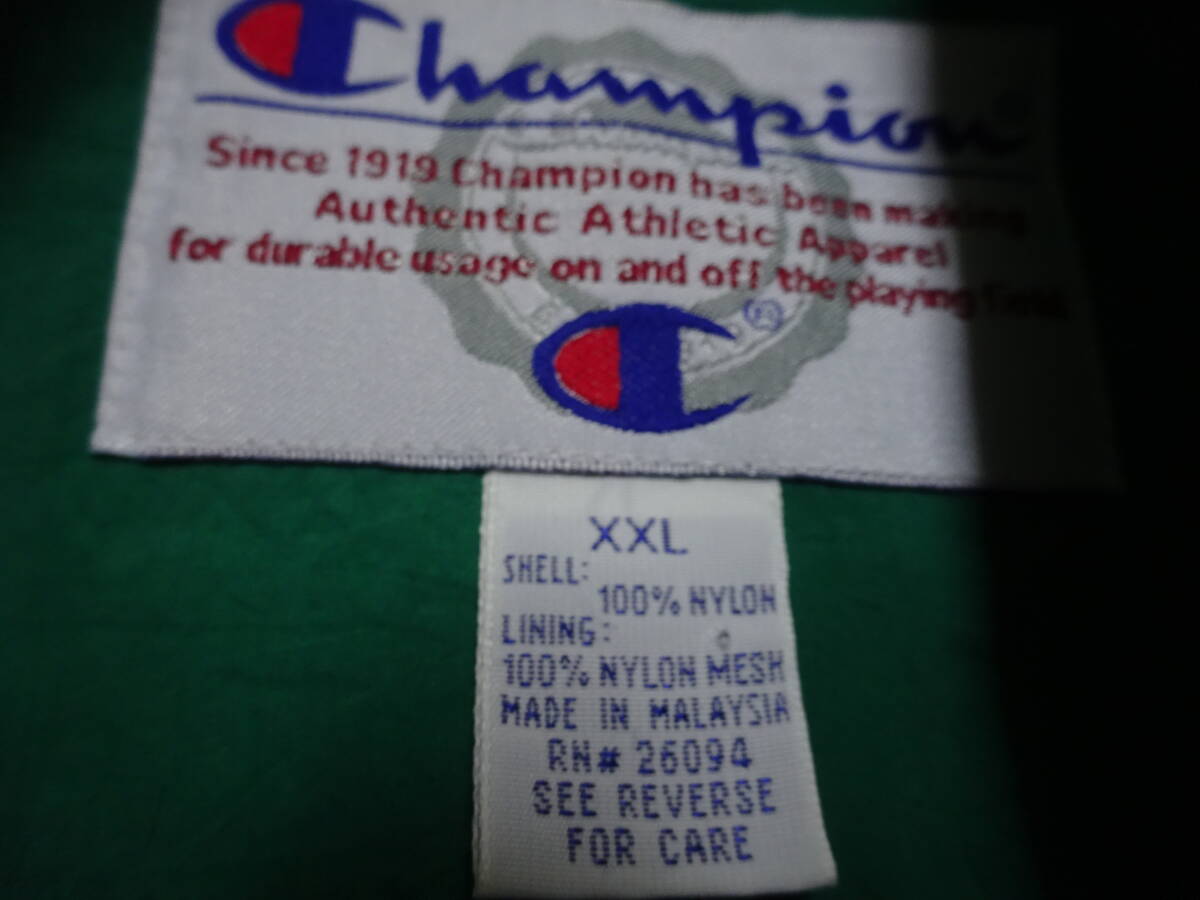 Champion
Since 1919 Champion has been making
Authentic Athletic Apparel
for durable usage on and off the playing field.
XXL
SHELL:
100% NYLON
LINING:
100% NYLON MESH
MADE IN MALAYSIA
RN# 26094
SEE REVERSE
FOR CARE